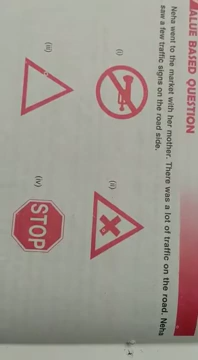 VALUE BASED QUESTION
Neha went to the market with her mother. There was a lot of traffic on the road. Neha
saw a few traffic signs on the road side.
(i)
(ii)
(iii)
(iv)
STOP